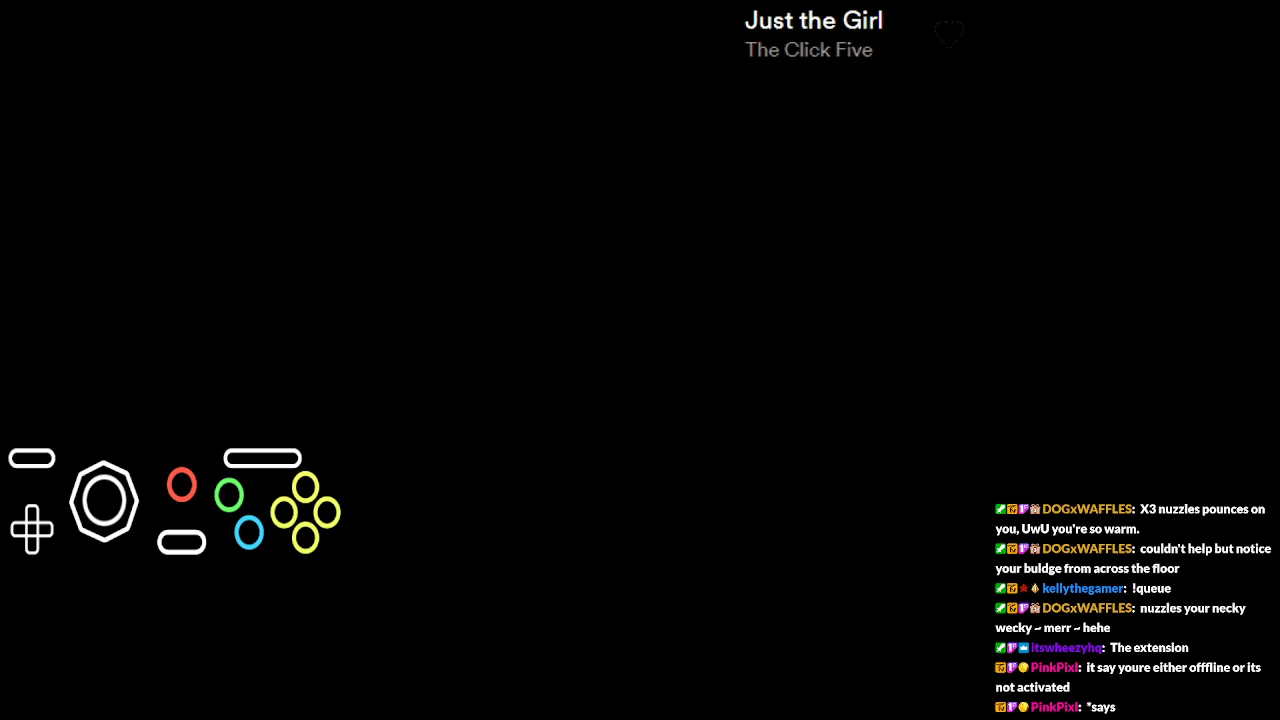 Just the Girl
The Click Five
DOGxWAFFLES: X3 nuzzles pounces on
you, UwU you're so warm.
DOGxWAFFLES: couldn't help but notice
your buldge from across the floor
kellythegamer: !queue
DOGxWAFFLES: nuzzles your necky
wecky ~ merr ~ hehe
Itswheezyhq: The extension
PinkPixl: it say youre either offfline or its
not activated
PinkPixl: *says